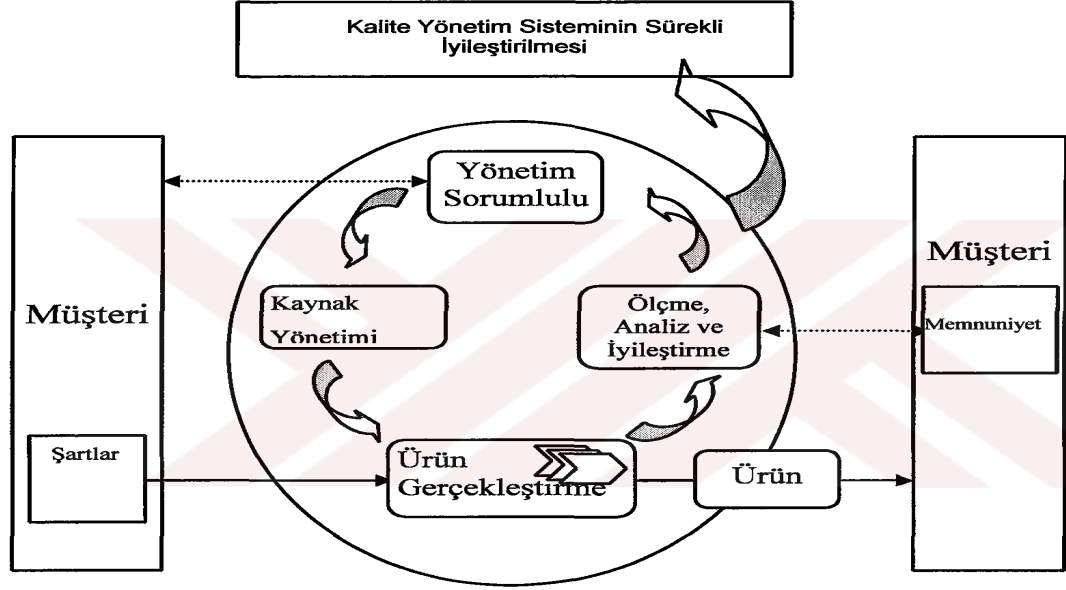 Kalite Yönetim Sisteminin Sürekli
İyileştirilmesi
Yönetim
Sorumlulu
Müşteri
Şartlar
Kaynak
Yönetimi
Ölçme,
Analiz ve
İyileştirme
Ürün
Gerçekleştirme
Ürün
Müşteri
Memnuniyet